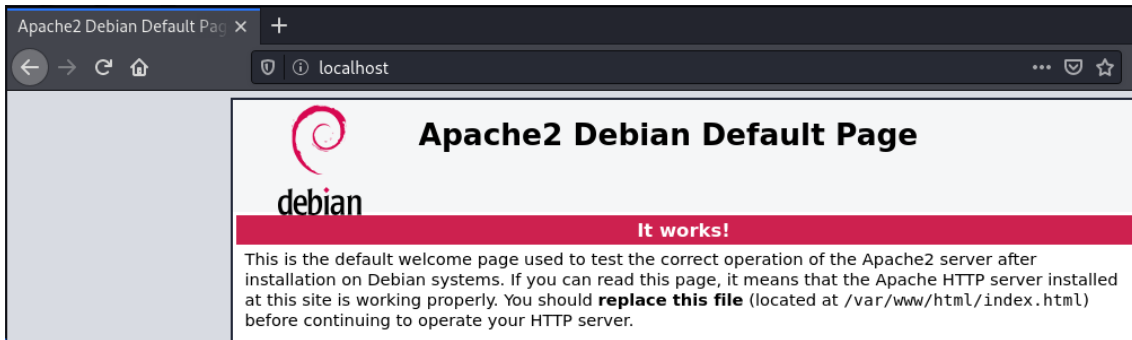 Apache2 Debian Default Pag
localhost
debian
Apache2 Debian Default Page
It works!
This is the default welcome page used to test the correct operation of the Apache2 server after
installation on Debian systems. If you can read this page, it means that the Apache HTTP server installed
at this site is working properly. You should replace this file (located at /var/www/html/index.html)
before continuing to operate your HTTP server.